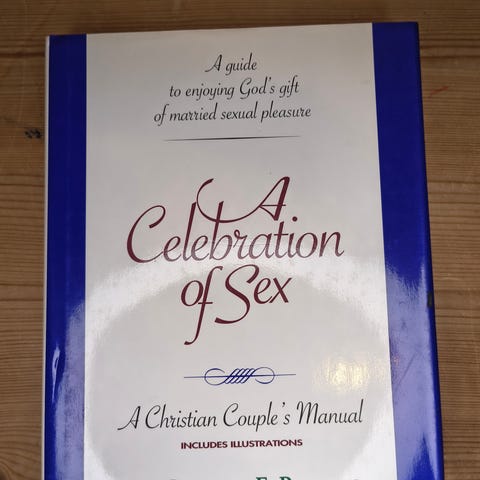 A guide
to enjoying God's gift
of married sexual pleasure
A
Celebration
of Sex
A Christian Couple's Manual
INCLUDES ILLUSTRATIONS